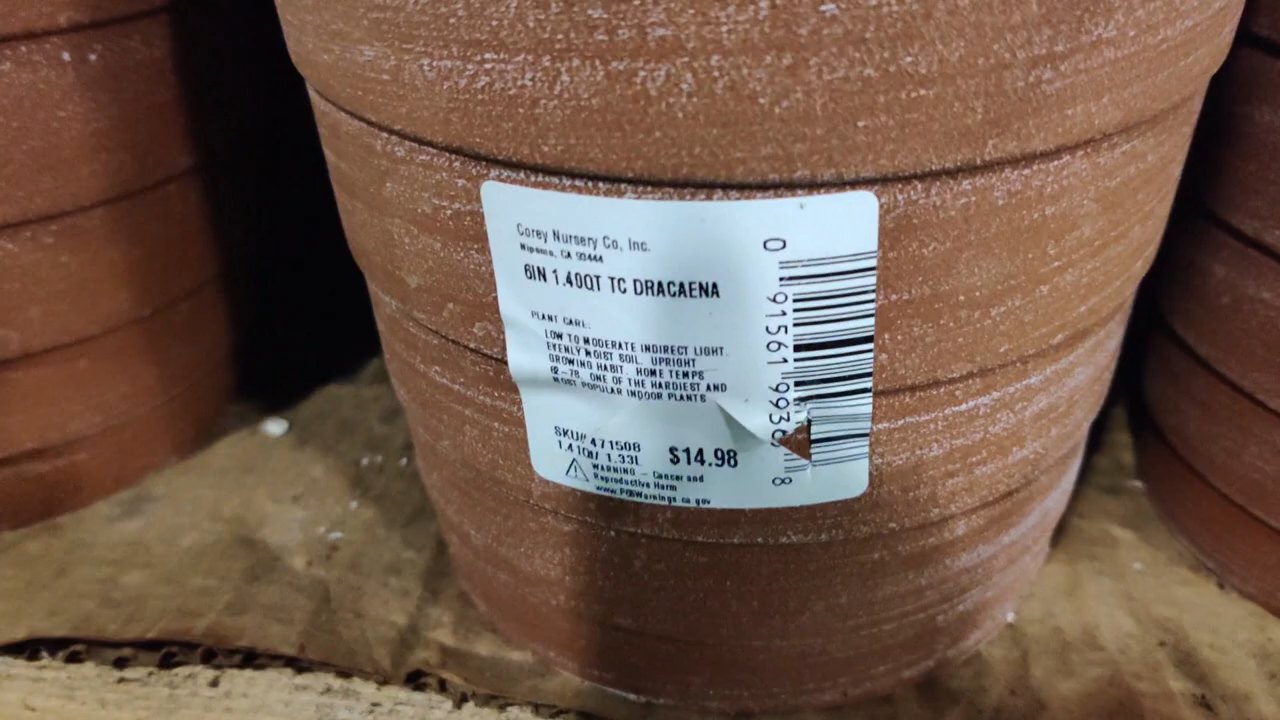 Corey Nursery Co, Inc.
Nipomo, CA 93444
6IN 1.40QT TC DRACAENA
PLANT CARE:
LOW TO MODERATE INDIRECT LIGHT.
EVENLY MOIST SOIL. UPRIGHT
GROWING HABIT. HOME TEMPS
62-78. ONE OF THE HARDIEST AND
MOST POPULAR INDOOR PLANTS
SKU# 471508
1.41Qt/ 1.33L
$14.98
WARNING - Cancer and
Reproductive Harm
www.P65Warnings.ca.gov
0 91561 8